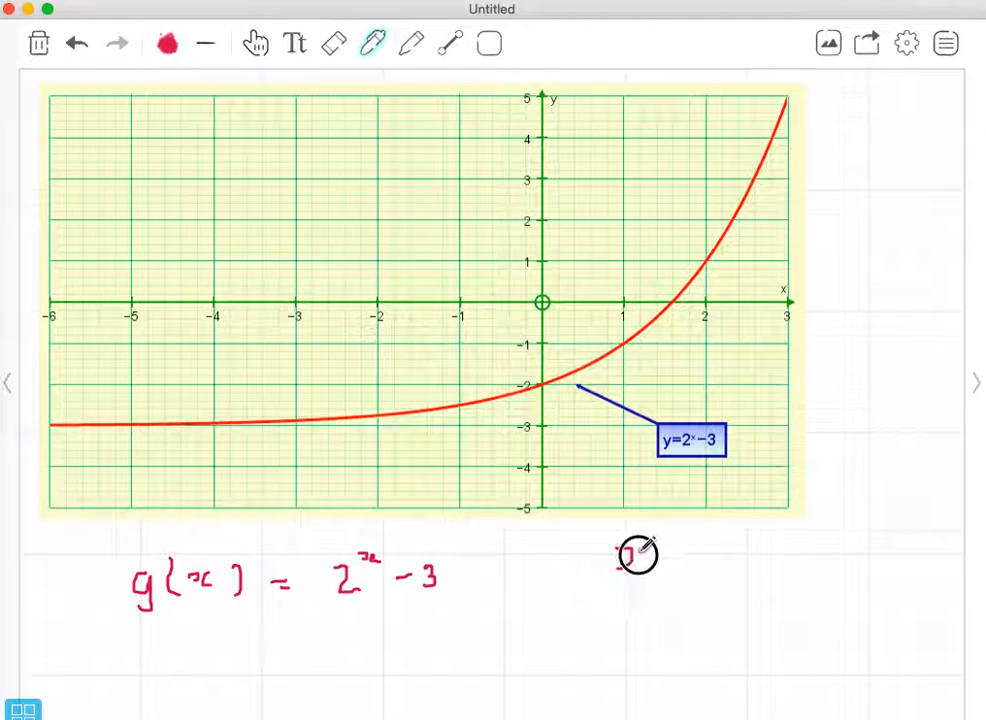 Untitled
Tt
5 y
4
3
2
1
x
-6 -5 -4 -3 -2 -1 1 2 3
-1
-2
-3
-4
-5
y=2ˣ−3
g(x) = 2ˣ - 3